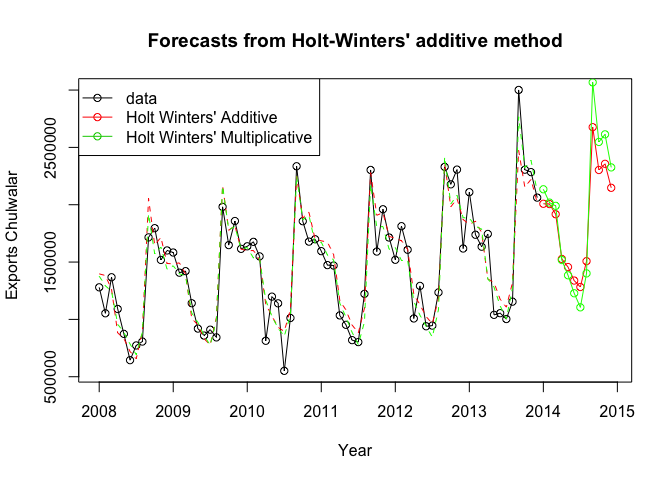 Forecasts from Holt-Winters' additive method
data
Holt Winters' Additive
Holt Winters' Multiplicative
Exports Chulwalar
2500000
1500000
500000
2008 2009 2010 2011 2012 2013 2014 2015
Year